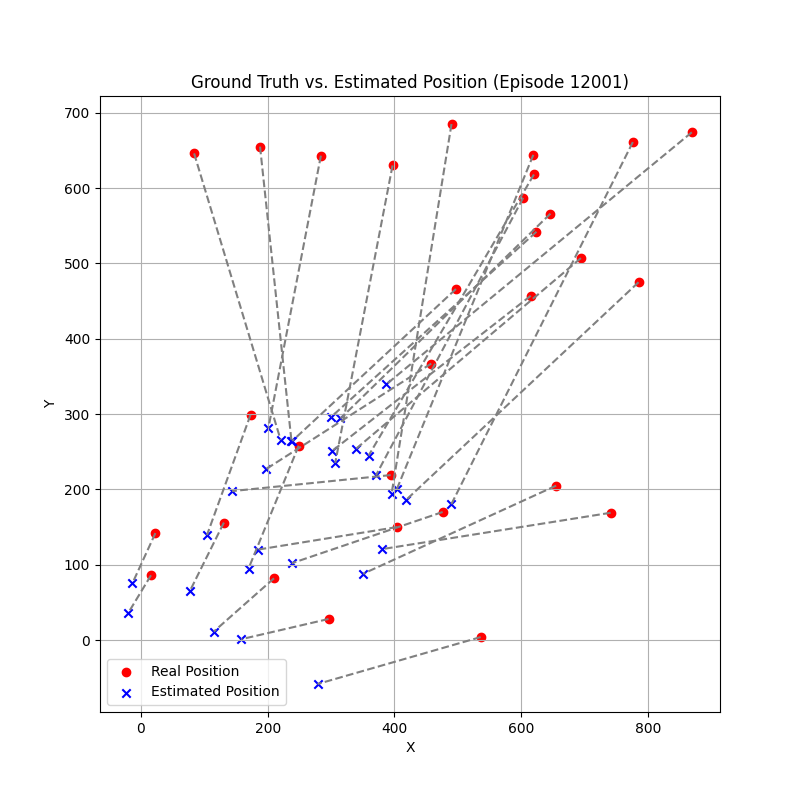 Ground Truth vs. Estimated Position (Episode 12001)
700
600
500
400
300
200
100
0
Y
Real Position
Estimated Position
0 200 400 600 800
X